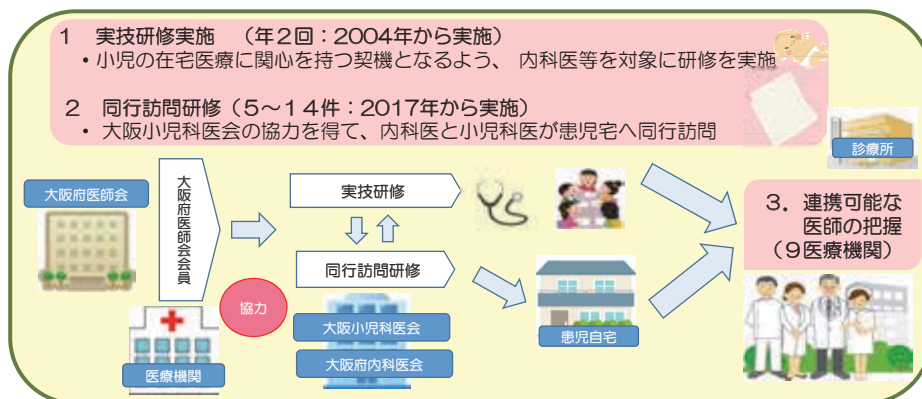 1 実技研修実施 (年2回：2004年から実施)
・小児の在宅医療に関心を持つ契機となるよう、内科医等を対象に研修を実施
2 同行訪問研修(5〜14件：2017年から実施)
・ 大阪小児科医会の協力を得て、内科医と小児科医が患児宅へ同行訪問
診療所
大阪府医師会
大阪府医師会会員
実技研修
3．連携可能な
医師の把握
(9医療機関)
同行訪問研修
協力
大阪小児科医会
患児自宅
大阪府内科医会
医療機関